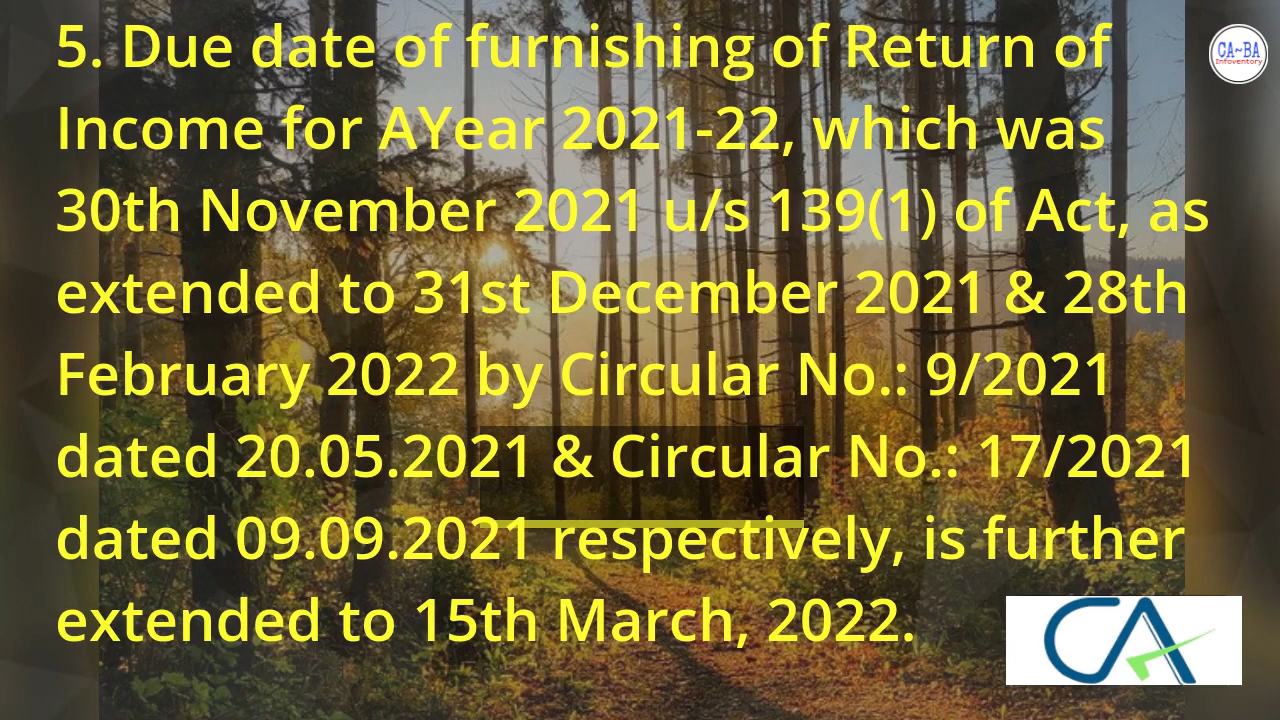 5. Due date of furnishing of Return of
Income for AYear 2021-22, which was
30th November 2021 u/s 139(1) of Act, as
extended to 31st December 2021 & 28th
February 2022 by Circular No.: 9/2021
dated 20.05.2021 & Circular No.: 17/2021
dated 09.09.2021 respectively, is further
extended to 15th March, 2022.
CA~BA
Infoventory
CA